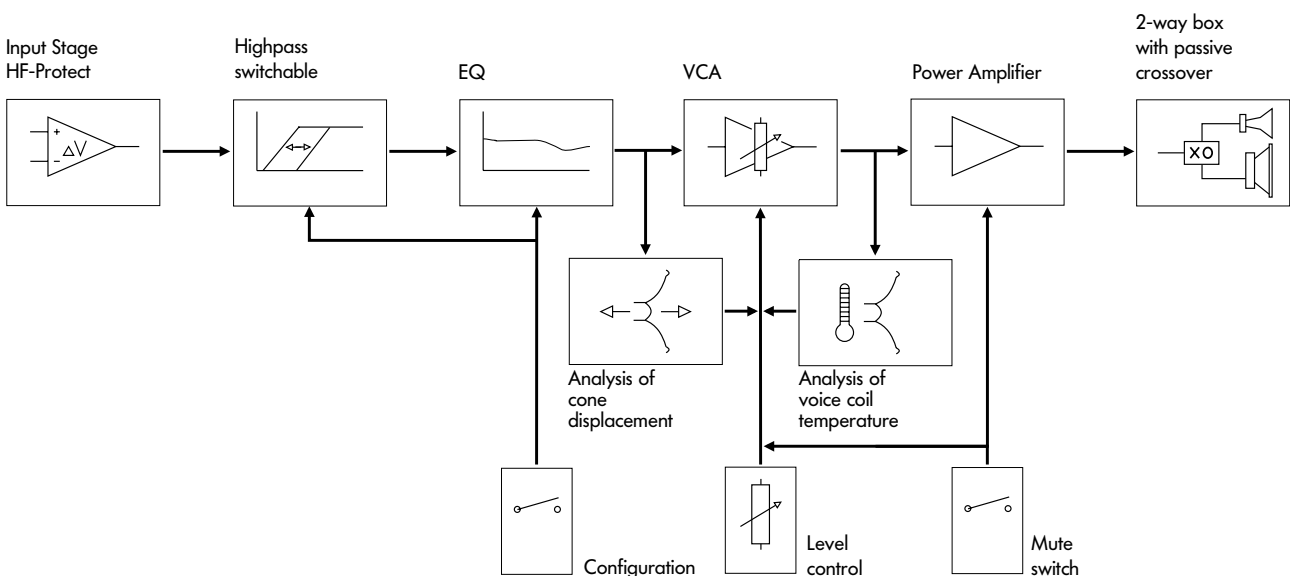 Input Stage
HF-Protect
Highpass
switchable
EQ
VCA
Power Amplifier
2-way box
with passive
crossover
+
−
ΔV
XO
Analysis of
cone
displacement
Analysis of
voice coil
temperature
Configuration
Level
control
Mute
switch